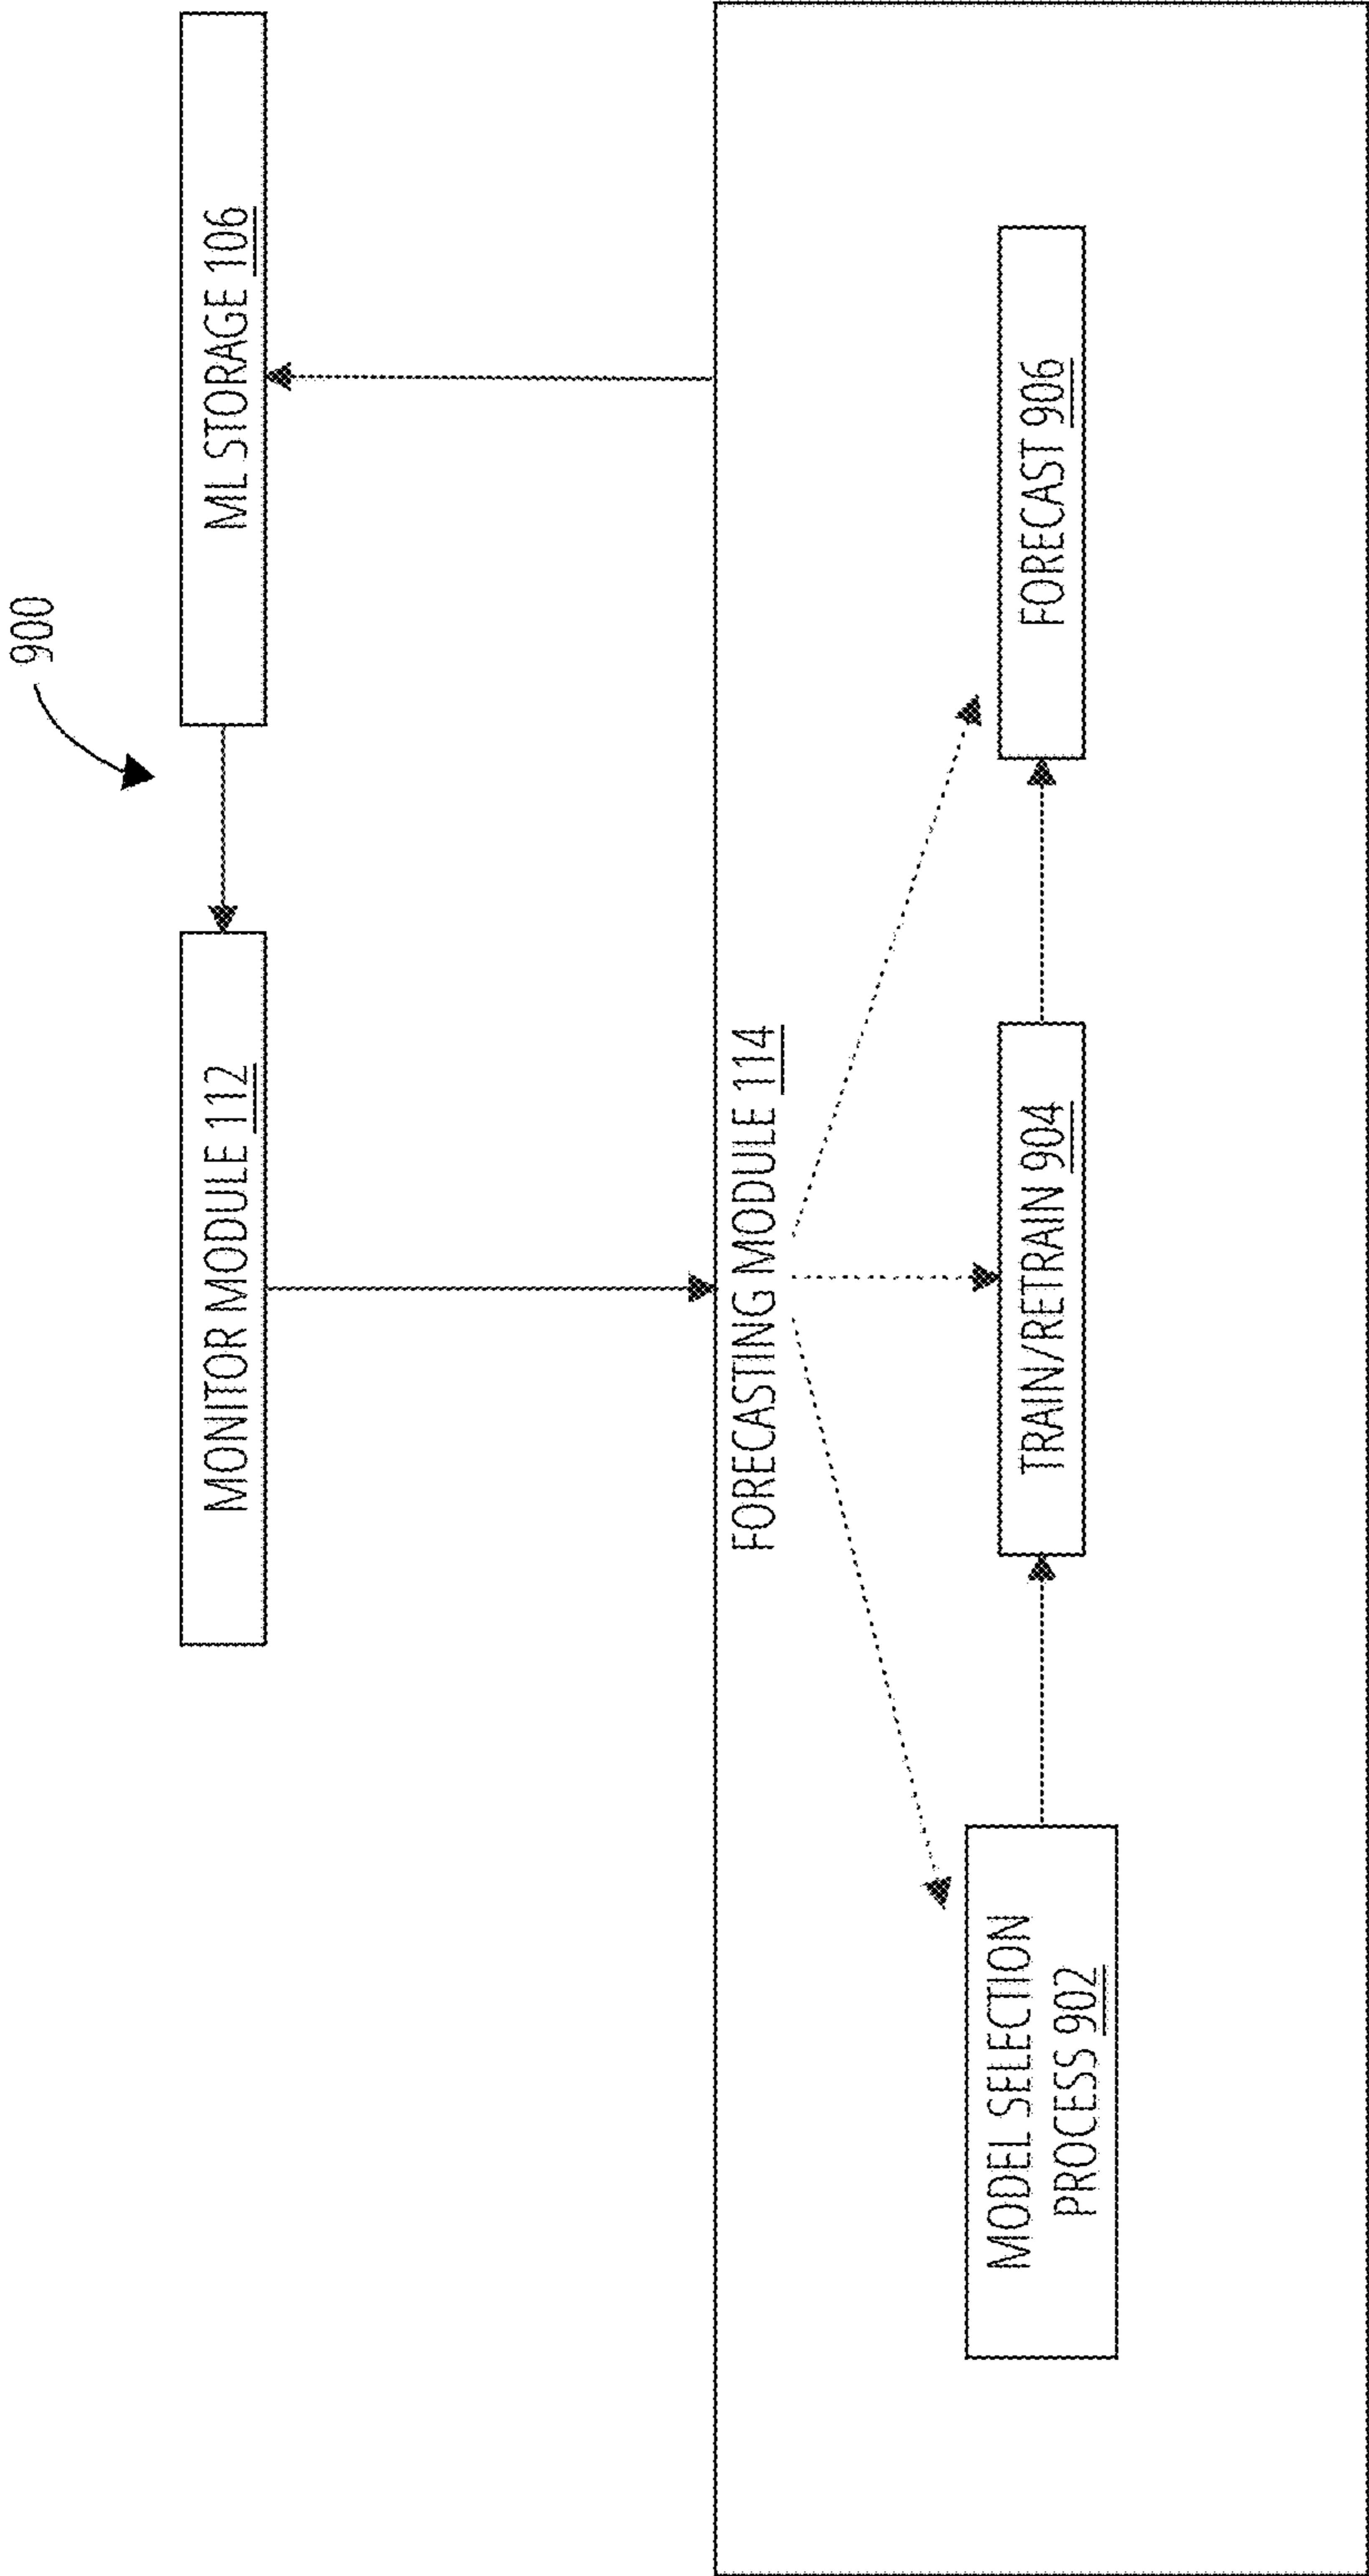 900
MONITOR MODULE 112
ML STORAGE 106
FORECASTING MODULE 114
MODEL SELECTION
PROCESS 902
TRAIN/RETRAIN 904
FORECAST 906